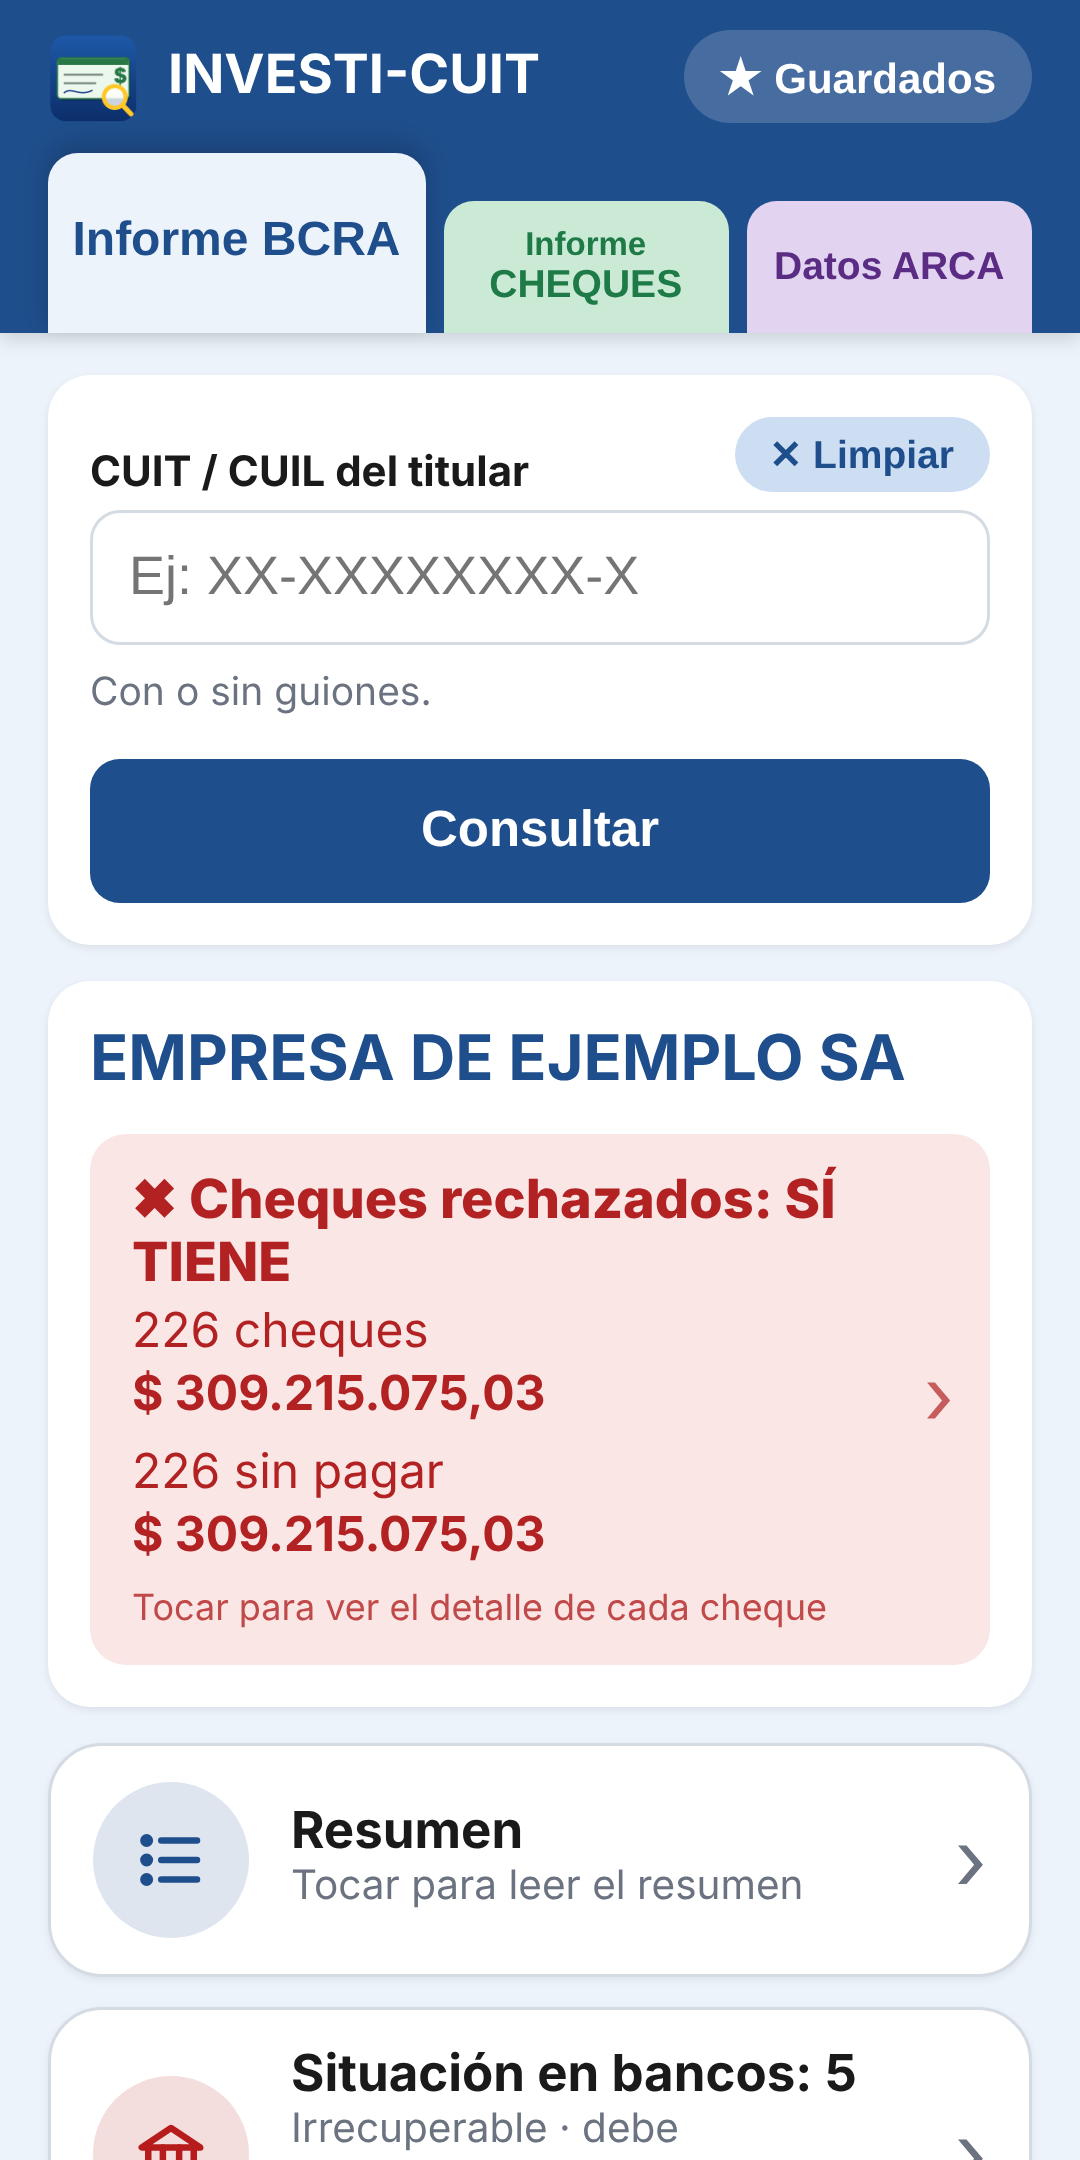 INVESTI-CUIT
★ Guardados
Informe BCRA
Informe
CHEQUES
Datos ARCA
CUIT / CUIL del titular
✕ Limpiar
Ej: XX-XXXXXXXX-X
Con o sin guiones.
Consultar
EMPRESA DE EJEMPLO SA
✖ Cheques rechazados: SÍ
TIENE
226 cheques
$ 309.215.075,03
226 sin pagar
$ 309.215.075,03
Tocar para ver el detalle de cada cheque
Resumen
Tocar para leer el resumen
Situación en bancos: 5
Irrecuperable · debe